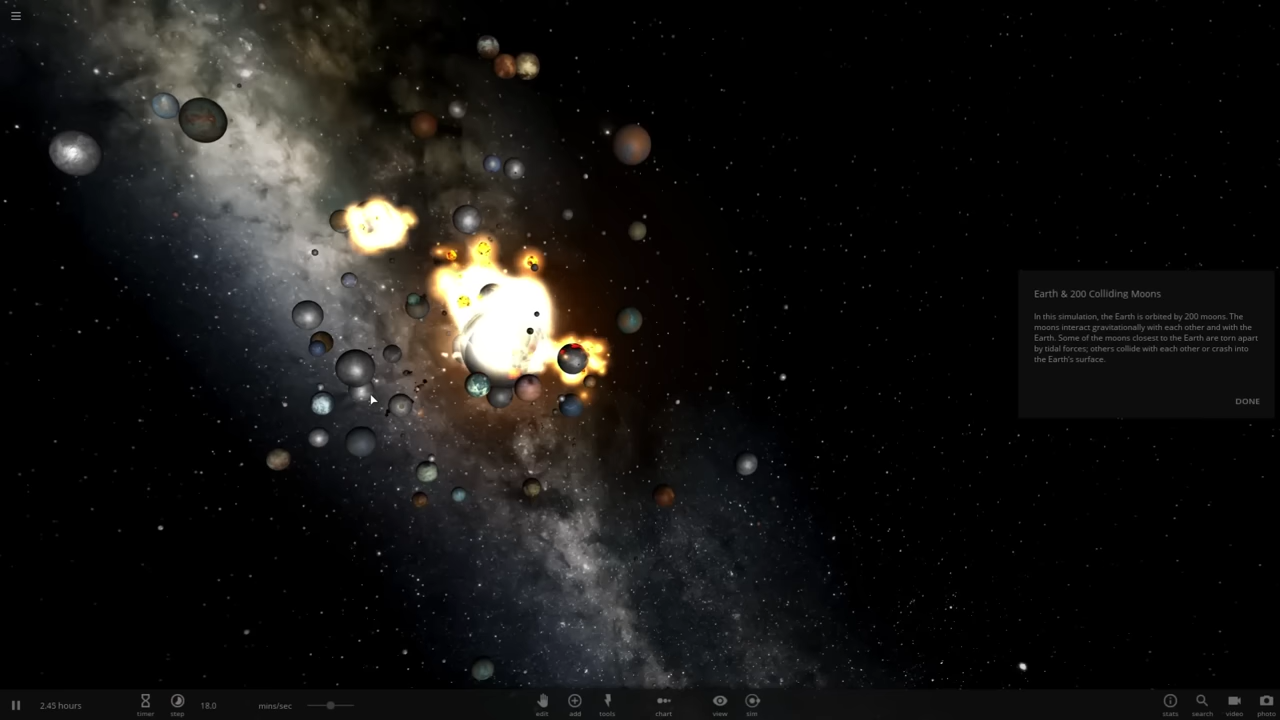 Earth & 200 Colliding Moons
In this simulation, the Earth is orbited by 200 moons. The
moons interact gravitationally with each other and with the
Earth. Some of the moons closest to the Earth are torn apart
by tidal forces; others collide with each other or crash into
the Earth's surface.
DONE
2.45 hours
timer
step
18.0
mins/sec
edit
add
tools
chart
view
sim
stats
search
video
photo